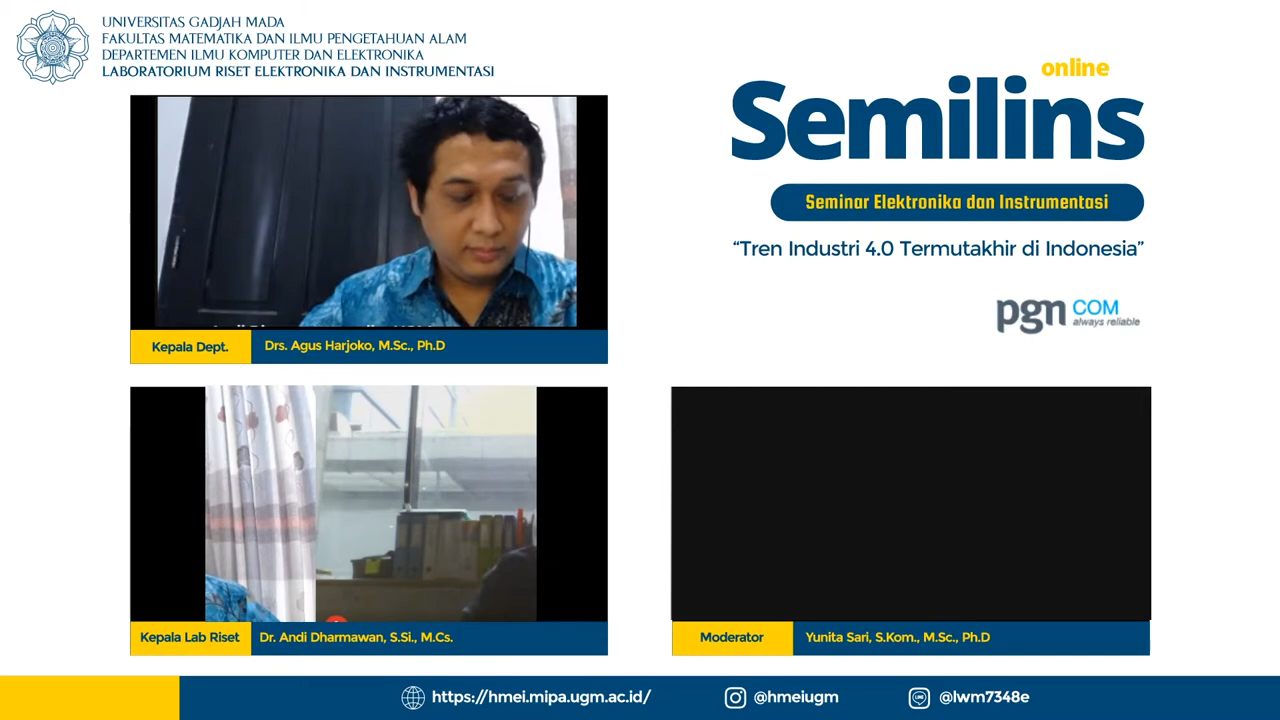 UNIVERSITAS GADJAH MADA
FAKULTAS MATEMATIKA DAN ILMU PENGETAHUAN ALAM
DEPARTEMEN ILMU KOMPUTER DAN ELEKTRONIKA
LABORATORIUM RISET ELEKTRONIKA DAN INSTRUMENTASI
online
Semilins
Seminar Elektronika dan Instrumentasi
“Tren Industri 4.0 Termutakhir di Indonesia”
pgn COM
always reliable
Kepala Dept. Drs. Agus Harjoko, M.Sc., Ph.D
Kepala Lab Riset Dr. Andi Dharmawan, S.Si., M.Cs.
Moderator Yunita Sari, S.Kom., M.Sc., Ph.D
https://hmei.mipa.ugm.ac.id/ @hmeiugm @lwm7348e